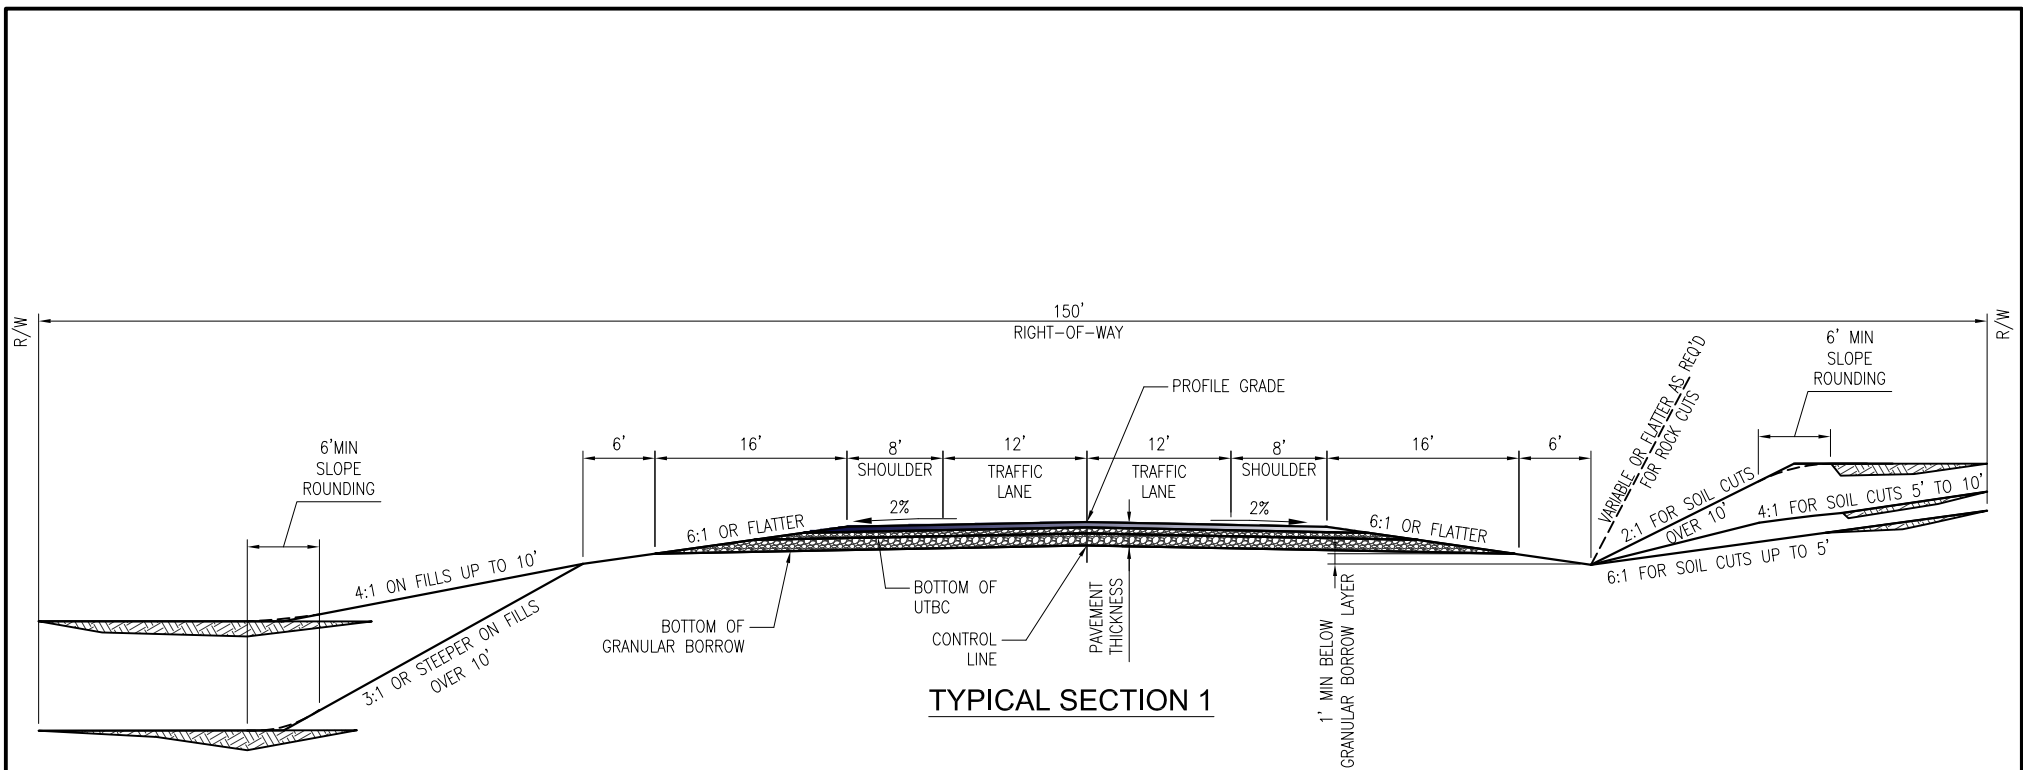 150'
RIGHT-OF-WAY
R/W
R/W
6' MIN
SLOPE
ROUNDING
PROFILE GRADE
VARIABLE OR FLATTER AS REQ'D
FOR ROCK CUTS
6'MIN
SLOPE
ROUNDING
6'
16'
8'
SHOULDER
12'
TRAFFIC
LANE
12'
TRAFFIC
LANE
8'
SHOULDER
16'
6'
2%
2%
6:1 OR FLATTER
6:1 OR FLATTER
2:1 FOR SOIL CUTS
OVER 10'
4:1 FOR SOIL CUTS 5' TO 10'
6:1 FOR SOIL CUTS UP TO 5'
4:1 ON FILLS UP TO 10'
3:1 OR STEEPER ON FILLS
OVER 10'
BOTTOM OF
GRANULAR BORROW
BOTTOM OF
UTBC
CONTROL
LINE
PAVEMENT
THICKNESS
1' MIN BELOW
GRANULAR BORROW LAYER
TYPICAL SECTION 1